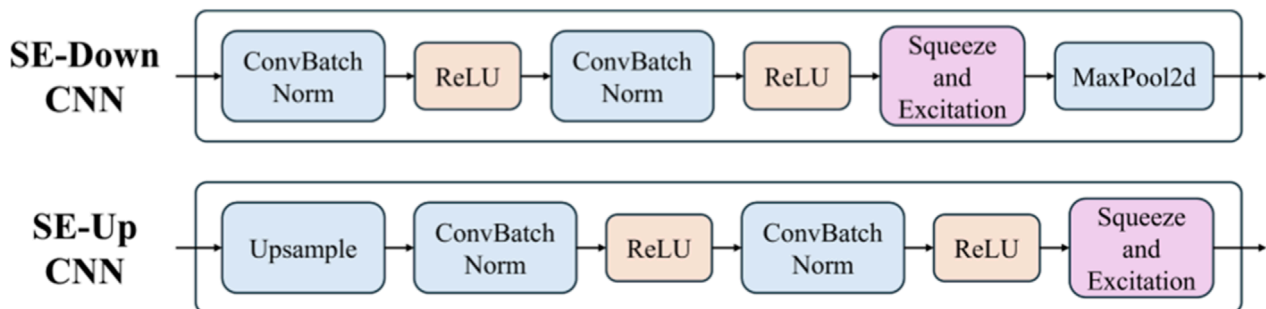 SE-Down
CNN
ConvBatch
Norm
ReLU
ConvBatch
Norm
ReLU
Squeeze
and
Excitation
MaxPool2d
SE-Up
CNN
Upsample
ConvBatch
Norm
ReLU
ConvBatch
Norm
ReLU
Squeeze
and
Excitation